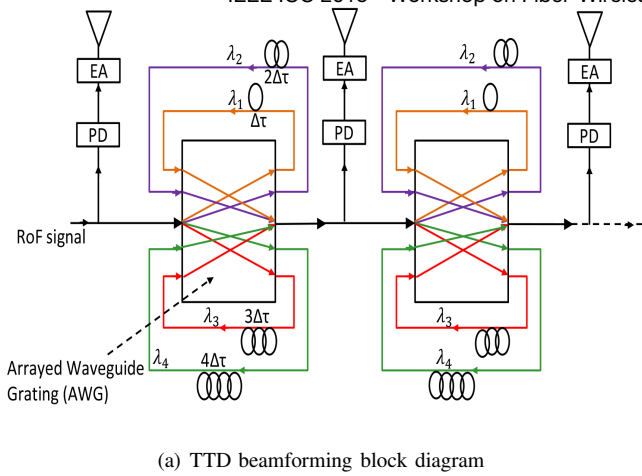 EA
PD
λ2
2Δτ
λ1
Δτ
EA
PD
λ2
λ1
EA
PD
RoF signal
λ3
3Δτ
λ4
4Δτ
λ3
λ4
Arrayed Waveguide
Grating (AWG)
(a) TTD beamforming block diagram